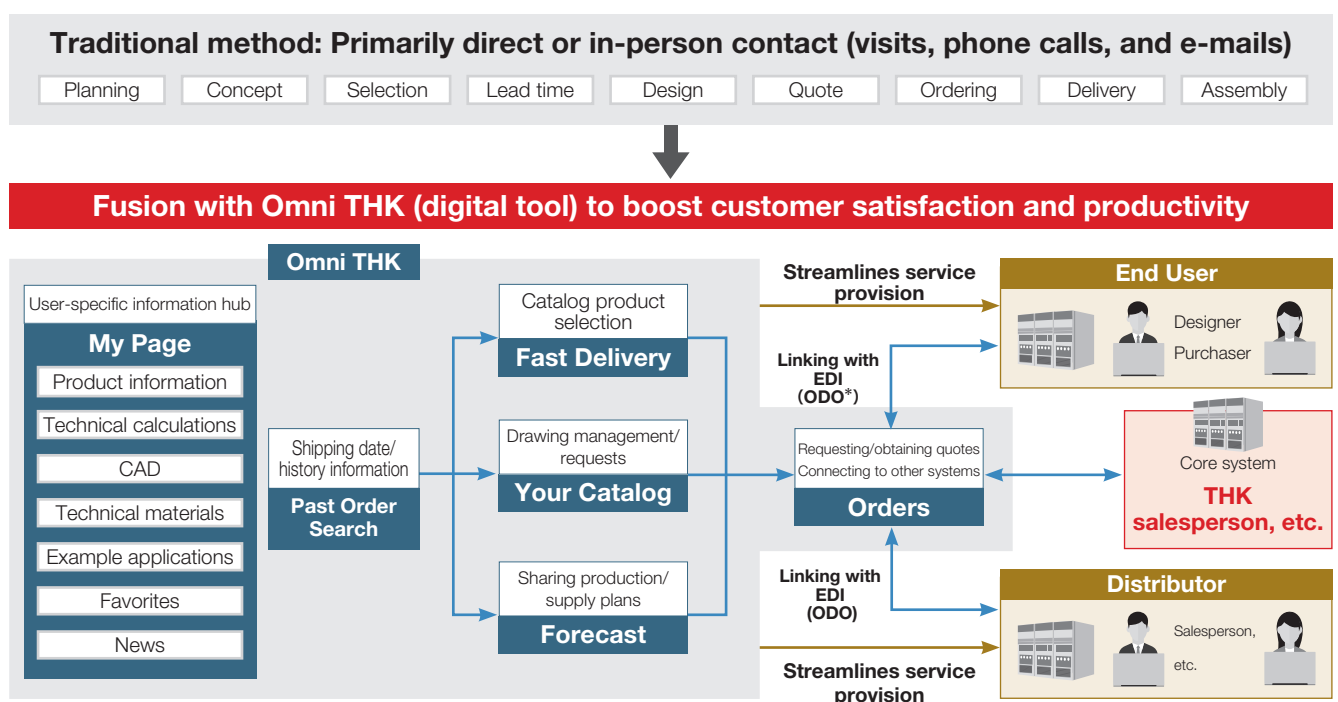 Traditional method: Primarily direct or in-person contact (visits, phone calls, and e-mails)
Planning
Concept
Selection
Lead time
Design
Quote
Ordering
Delivery
Assembly
Fusion with Omni THK (digital tool) to boost customer satisfaction and productivity
Omni THK
User-specific information hub
My Page
Product information
Technical calculations
CAD
Technical materials
Example applications
Favorites
News
Shipping date/
history information
Past Order
Search
Catalog product
selection
Fast Delivery
Drawing management/
requests
Your Catalog
Sharing production/
supply plans
Forecast
Streamlines service
provision
Linking with
EDI
(ODO*)
Requesting/obtaining quotes
Connecting to other systems
Orders
Linking with
EDI
(ODO)
Streamlines service
provision
End User
Designer
Purchaser
Core system
THK
salesperson, etc.
Distributor
Salesperson,
etc.